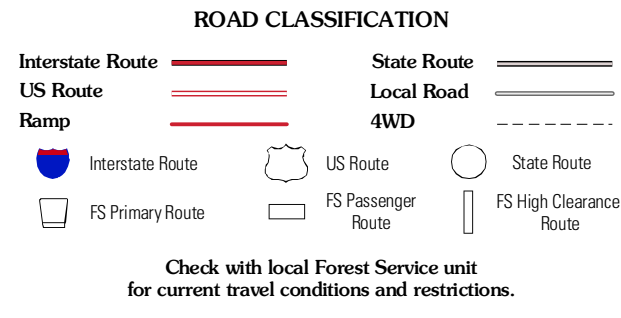 ROAD CLASSIFICATION
Interstate Route
State Route
US Route
Local Road
Ramp
4WD
Interstate Route
US Route
State Route
FS Primary Route
FS Passenger
Route
FS High Clearance
Route
Check with local Forest Service unit
for current travel conditions and restrictions.